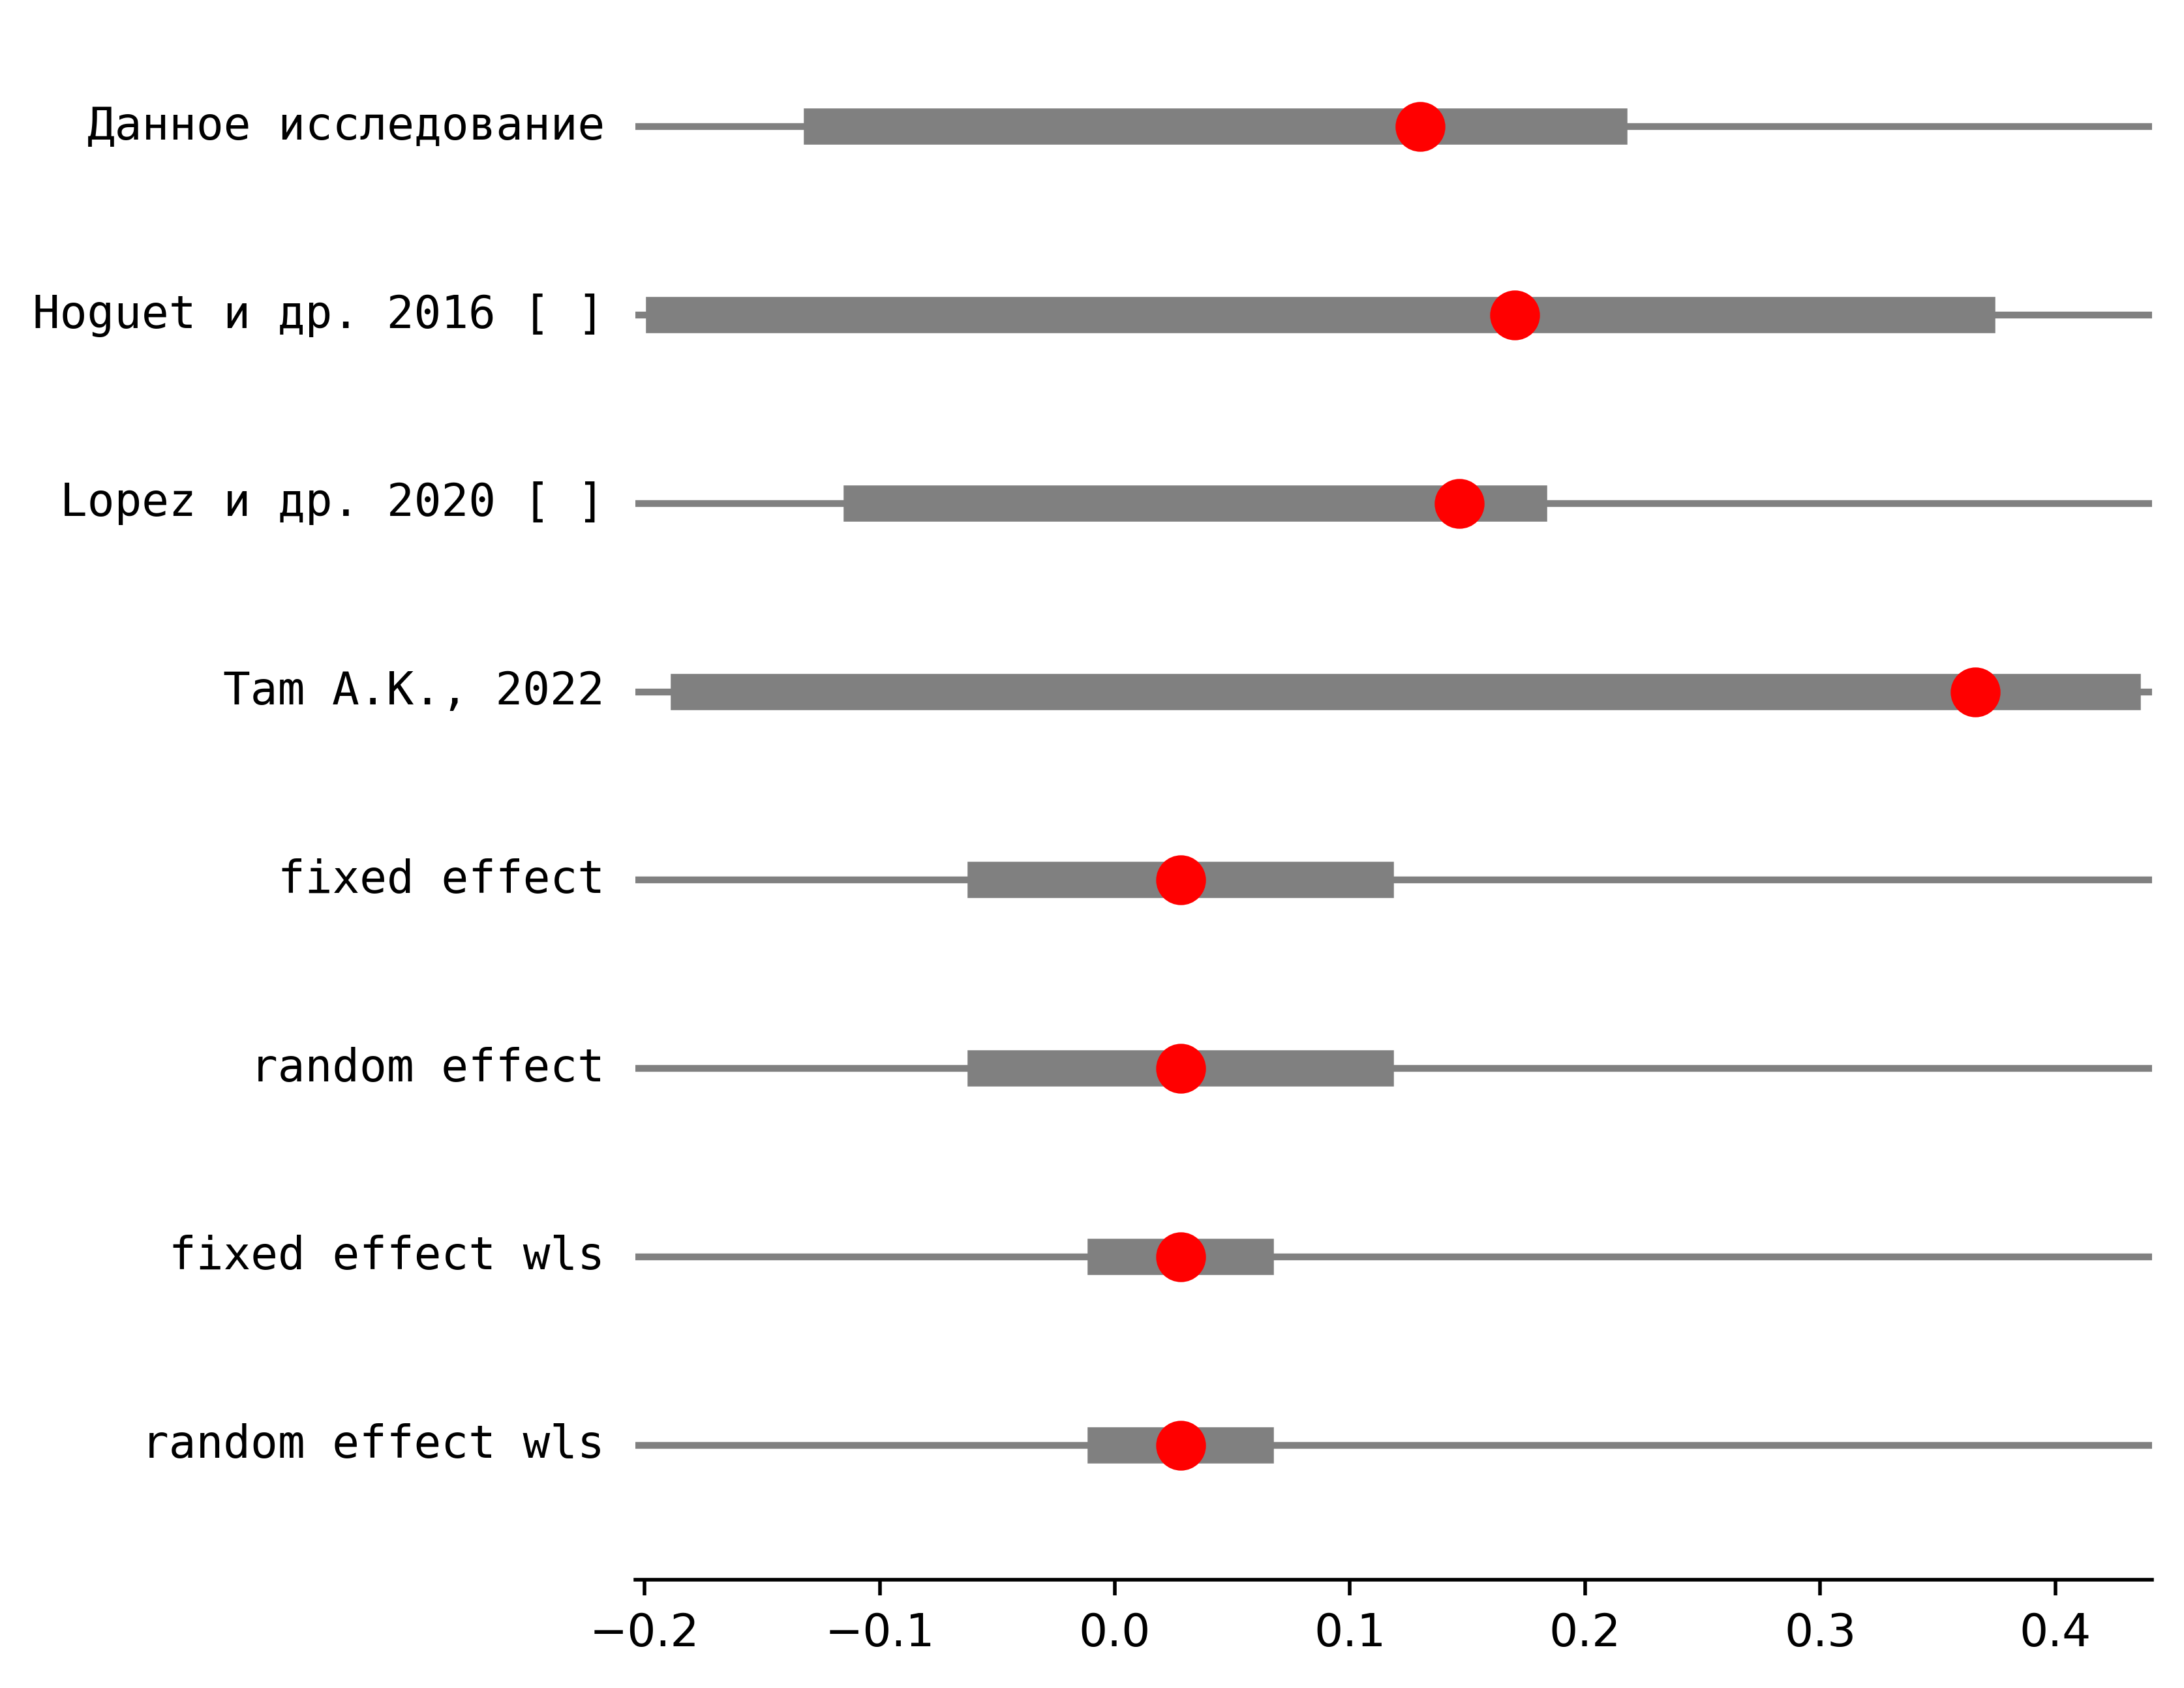 Данное исследование
Hoguet и др. 2016 [ ]
Lopez и др. 2020 [ ]
Tam A.K., 2022
fixed effect
random effect
fixed effect wls
random effect wls
−0.2 −0.1 0.0 0.1 0.2 0.3 0.4